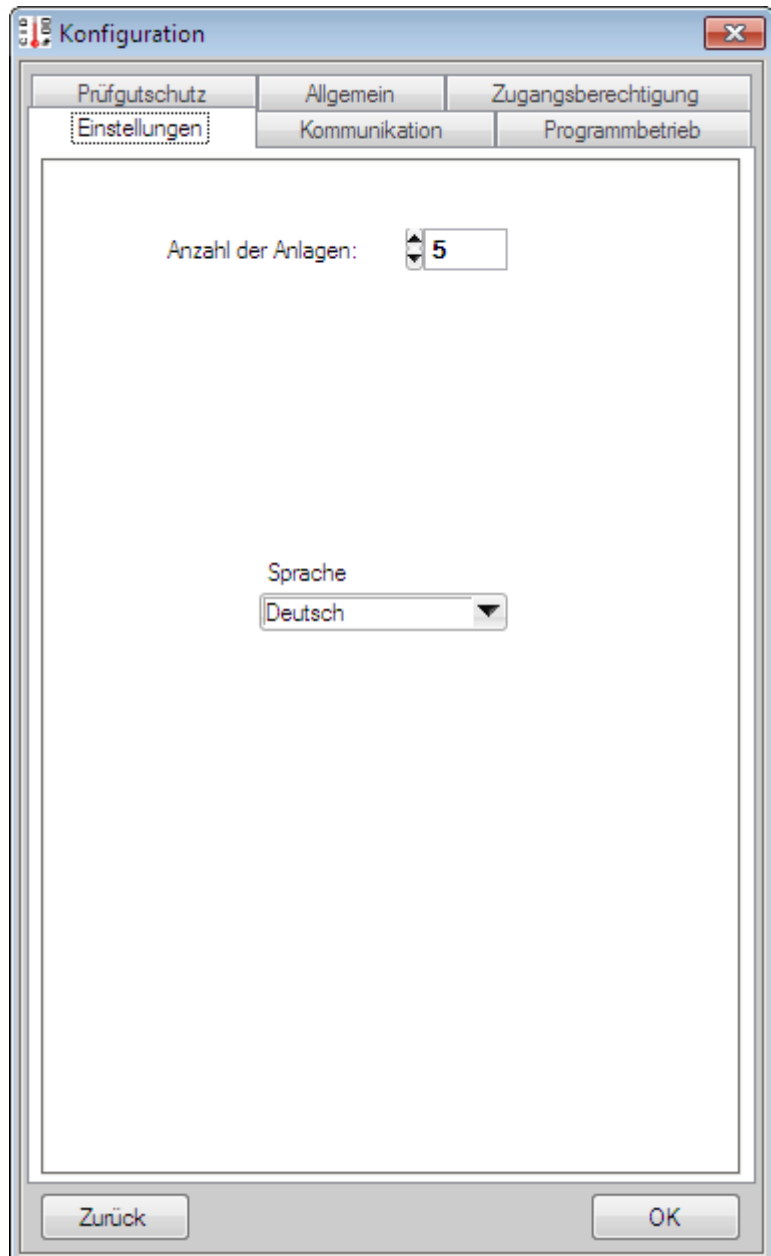 Konfiguration
Prüfgutschutz Allgemein Zugangsberechtigung
Einstellungen Kommunikation Programmbetrieb
Anzahl der Anlagen: 5
Sprache
Deutsch
Zurück OK